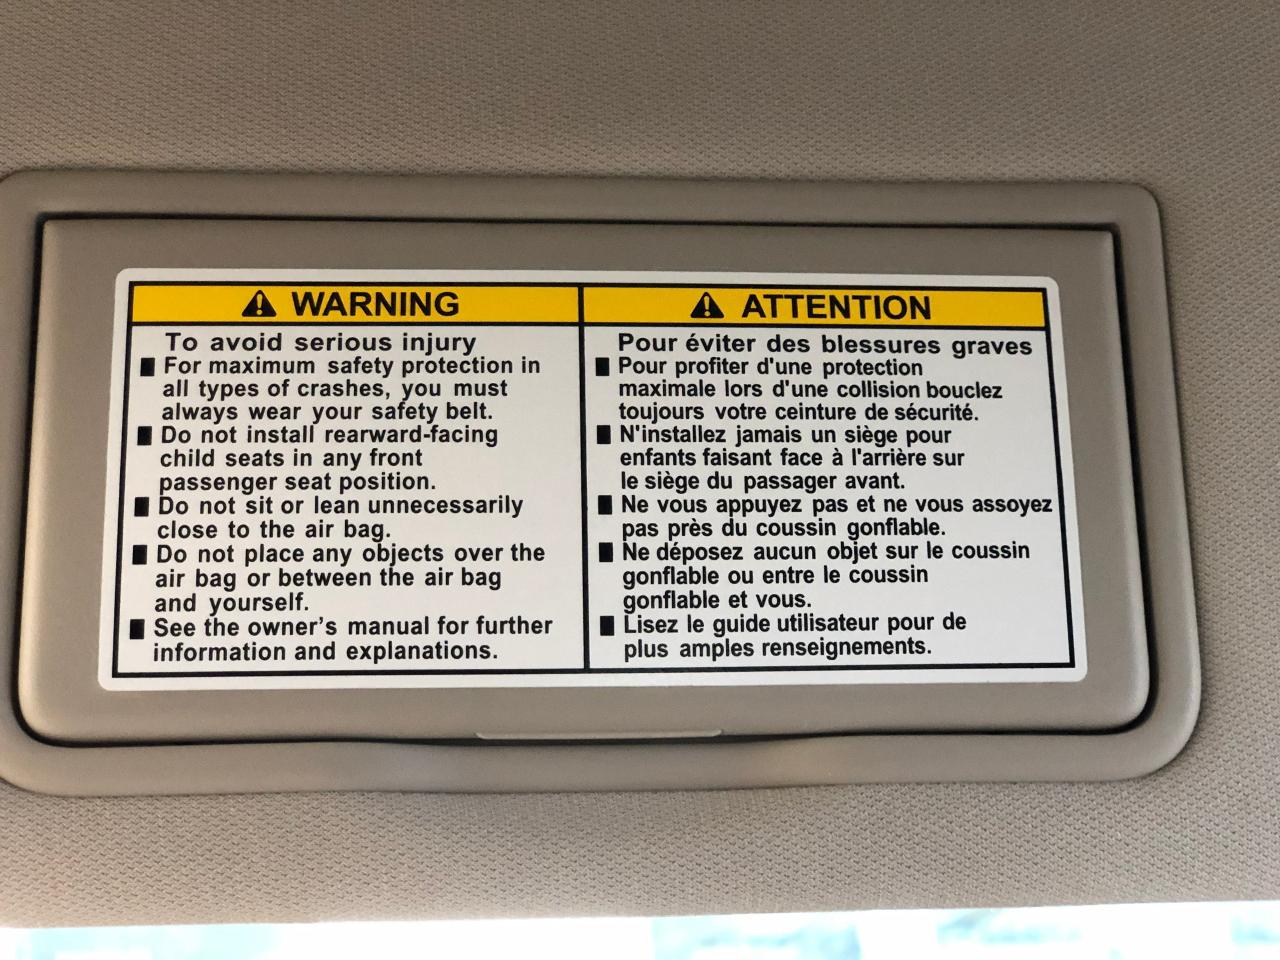 WARNING
To avoid serious injury
■ For maximum safety protection in
all types of crashes, you must
always wear your safety belt.
■ Do not install rearward-facing
child seats in any front
passenger seat position.
■ Do not sit or lean unnecessarily
close to the air bag.
■ Do not place any objects over the
air bag or between the air bag
and yourself.
■ See the owner's manual for further
information and explanations.
ATTENTION
Pour éviter des blessures graves
■ Pour profiter d'une protection
maximale lors d'une collision bouclez
toujours votre ceinture de sécurité.
■ N'installez jamais un siège pour
enfants faisant face à l'arrière sur
le siège du passager avant.
■ Ne vous appuyez pas et ne vous assoyez
pas près du coussin gonflable.
■ Ne déposez aucun objet sur le coussin
gonflable ou entre le coussin
gonflable et vous.
■ Lisez le guide utilisateur pour de
plus amples renseignements.